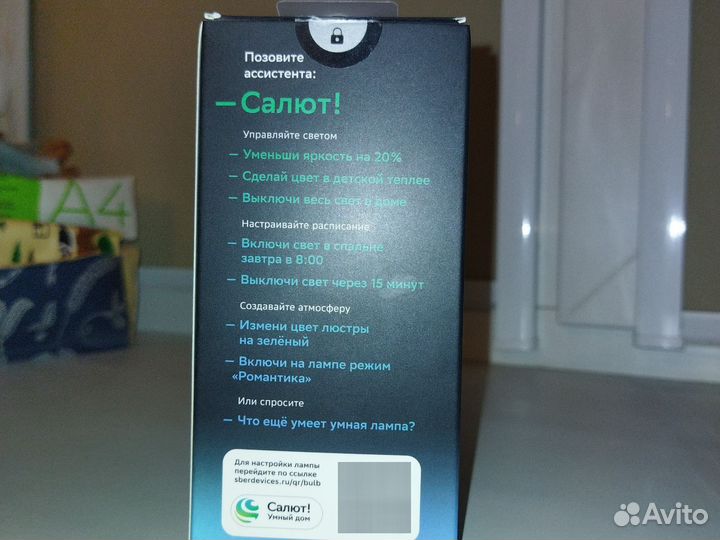 Позовите
ассистента:
— Салют!
Управляйте светом
— Уменьши яркость на 20%
— Сделай цвет в детской теплее
— Выключи весь свет в доме
Настраивайте расписание
— Включи свет в спальне
завтра в 8:00
— Выключи свет через 15 минут
Создавайте атмосферу
— Измени цвет люстры
на зелёный
— Включи на лампе режим
«Романтика»
Или спросите
— Что ещё умеет умная лампа?
Для настройки лампы
перейдите по ссылке
sberdevices.ru/qr/bulb
Салют!
Умный дом
A4
Avito